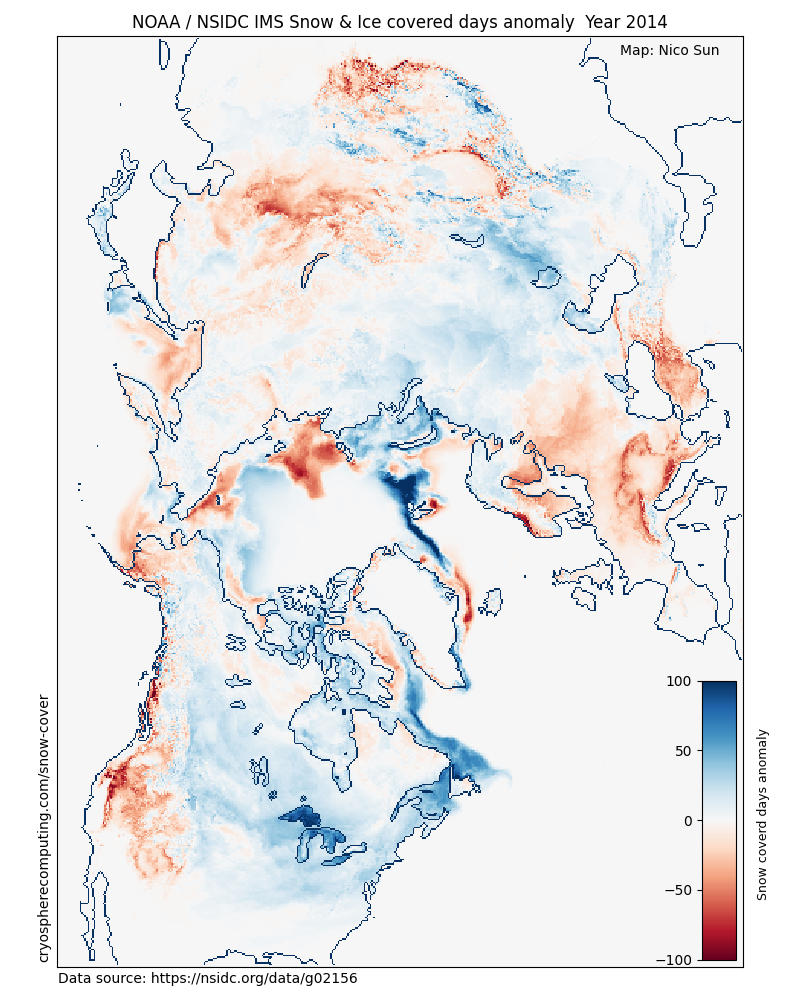 NOAA / NSIDC IMS Snow & Ice covered days anomaly  Year 2014
Map: Nico Sun
cryospherecomputing.com/snow-cover
100
50
0
−50
−100
Snow coverd days anomaly
Data source: https://nsidc.org/data/g02156